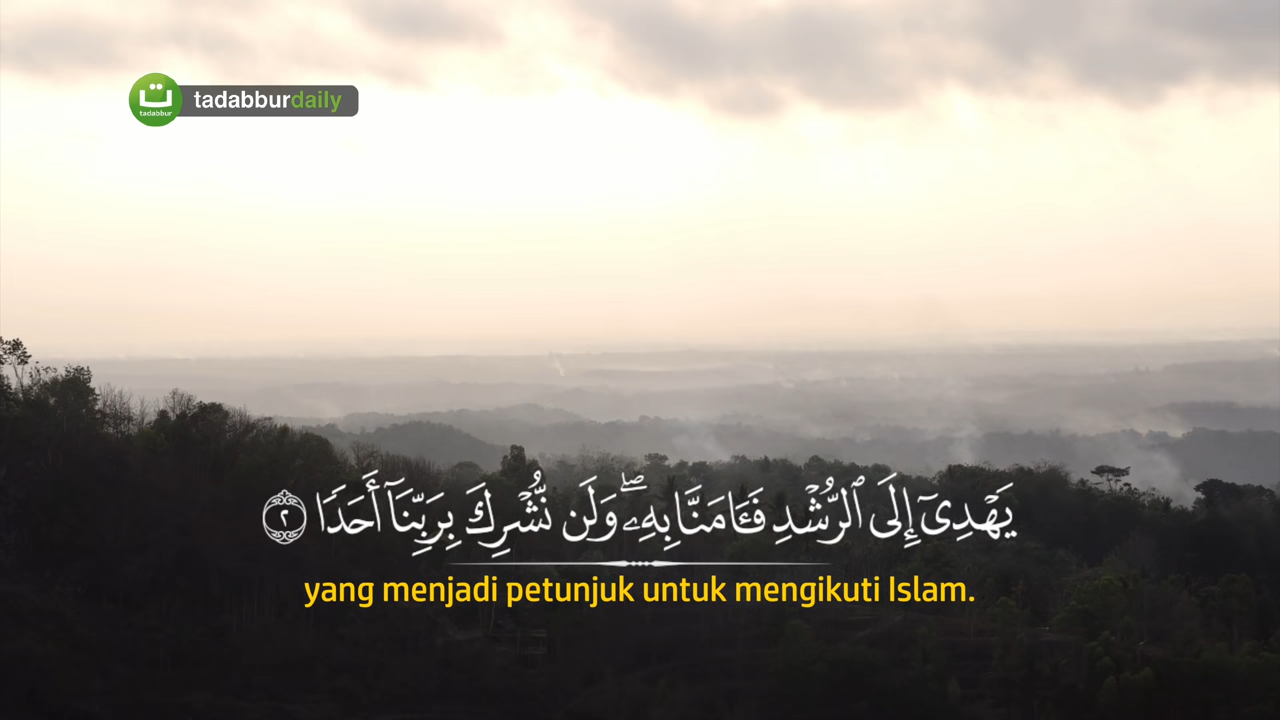 ت
tadabbur
tadabburdaily
يَهْدِىٓ إِلَى ٱلرُّشْدِ فَـَٔامَنَّا بِهِۦ ۖ وَلَن نُّشْرِكَ بِرَبِّنَآ أَحَدًا ٢
yang menjadi petunjuk untuk mengikuti Islam.